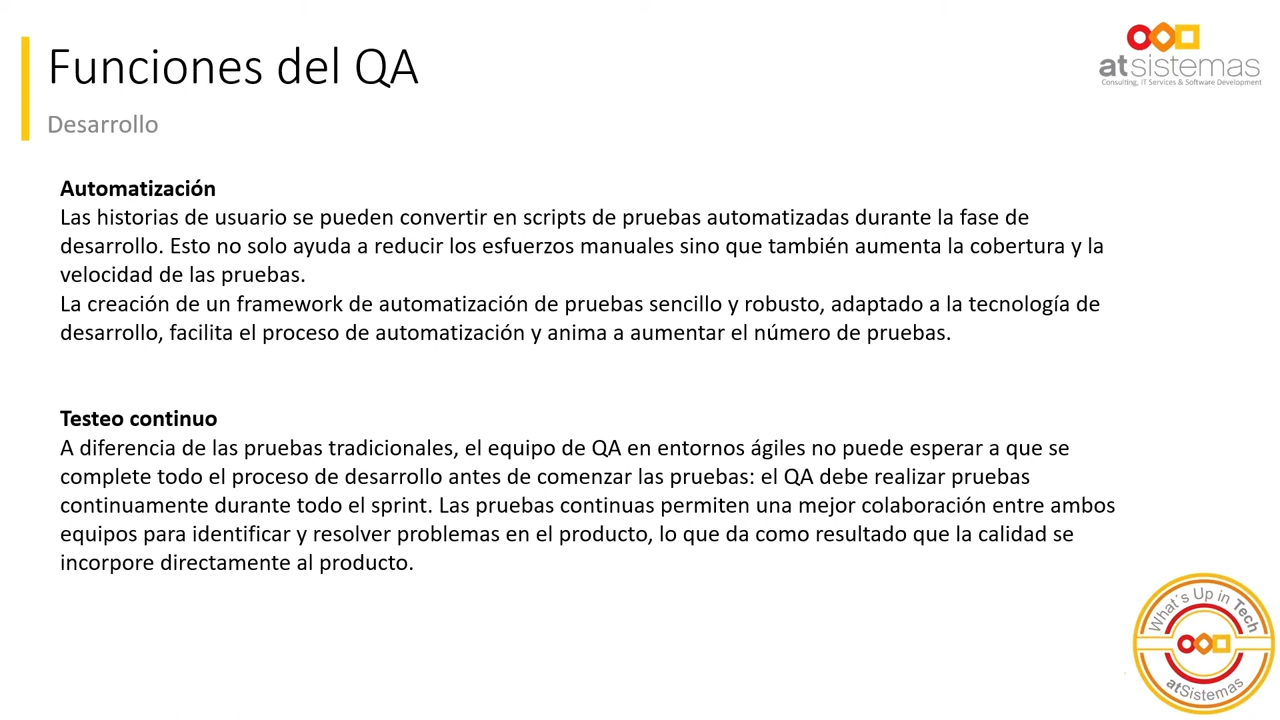 Funciones del QA
Desarrollo
atsistemas
Consulting, IT Services & Software Development
Automatización
Las historias de usuario se pueden convertir en scripts de pruebas automatizadas durante la fase de
desarrollo. Esto no solo ayuda a reducir los esfuerzos manuales sino que también aumenta la cobertura y la
velocidad de las pruebas.
La creación de un framework de automatización de pruebas sencillo y robusto, adaptado a la tecnología de
desarrollo, facilita el proceso de automatización y anima a aumentar el número de pruebas.
Testeo continuo
A diferencia de las pruebas tradicionales, el equipo de QA en entornos ágiles no puede esperar a que se
complete todo el proceso de desarrollo antes de comenzar las pruebas: el QA debe realizar pruebas
continuamente durante todo el sprint. Las pruebas continuas permiten una mejor colaboración entre ambos
equipos para identificar y resolver problemas en el producto, lo que da como resultado que la calidad se
incorpore directamente al producto.
What´s Up in Tech
atSistemas